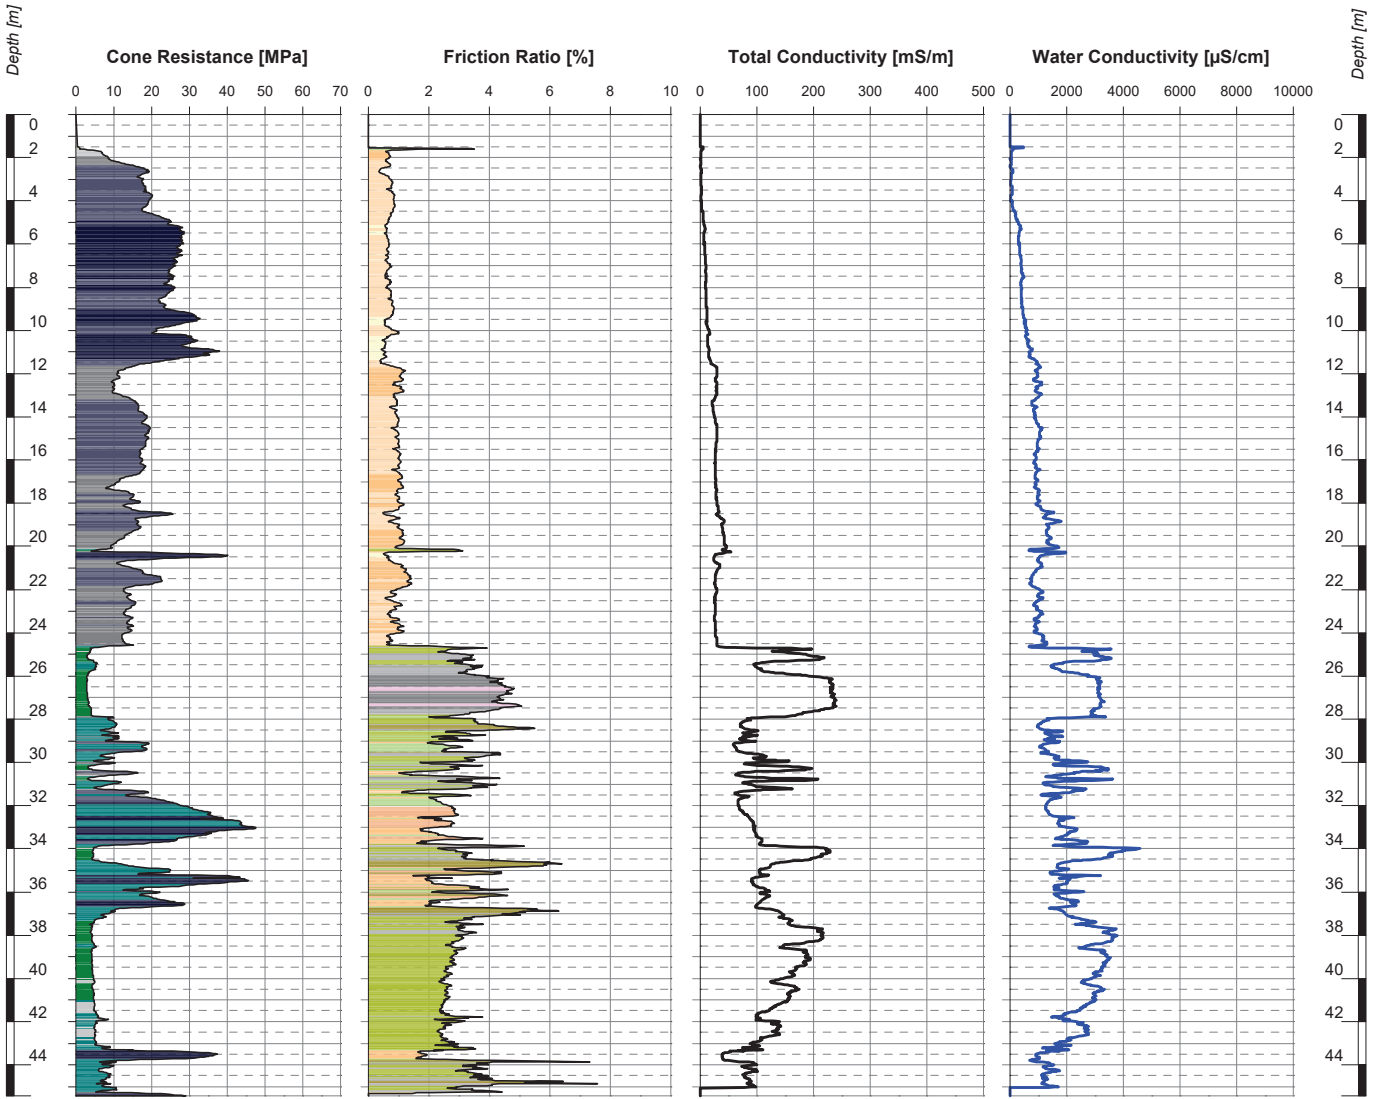 Depth [m]
Cone Resistance [MPa]
Friction Ratio [%]
Total Conductivity [mS/m]
Water Conductivity [µS/cm]
Depth [m]
0 10 20 30 40 50 60 70
0 2 4 6 8 10
0 100 200 300 400 500
0 2000 4000 6000 8000 10000
0 0
2 2
4 4
6 6
8 8
10 10
12 12
14 14
16 16
18 18
20 20
22 22
24 24
26 26
28 28
30 30
32 32
34 34
36 36
38 38
40 40
42 42
44 44